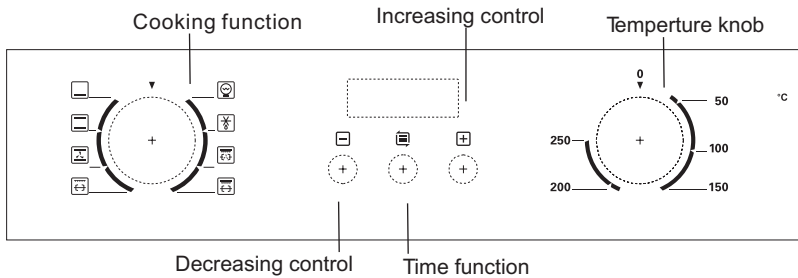 Cooking function
Increasing control
Temperture knob
0
50
°C
100
150
200
250
Decreasing control
Time function